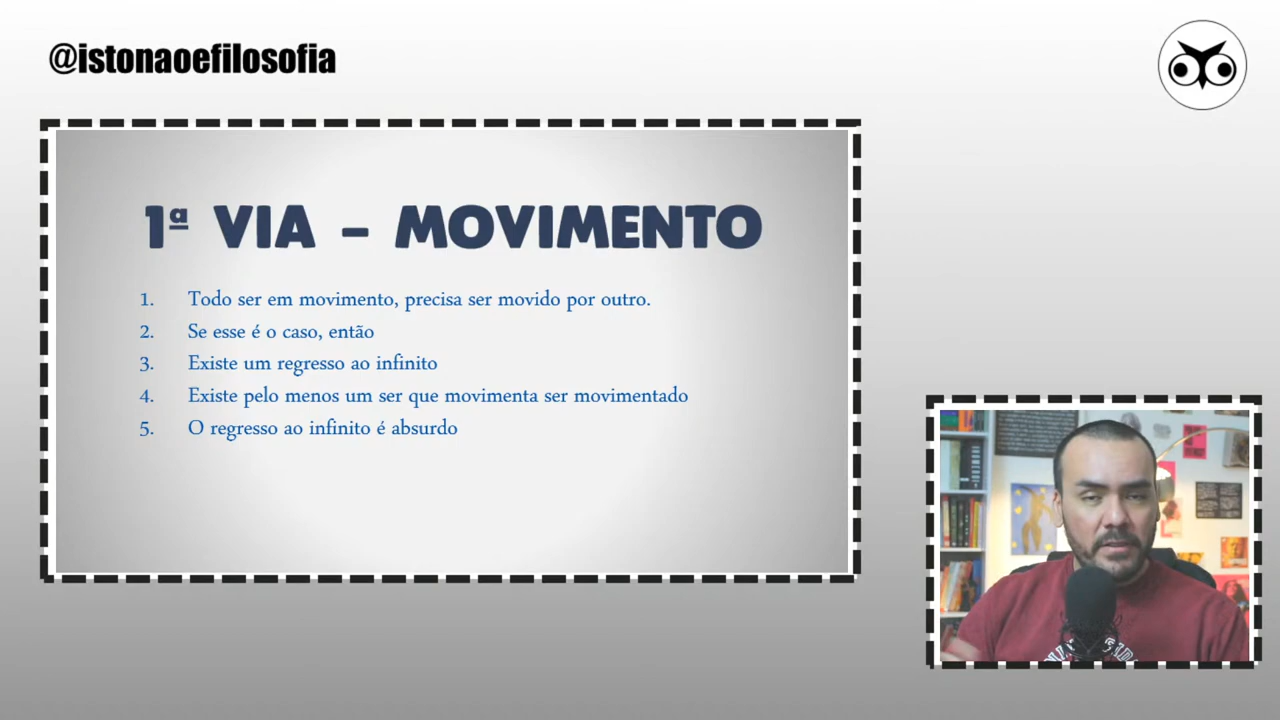 @istonaoefilosofia
1ª VIA – MOVIMENTO
1. Todo ser em movimento, precisa ser movido por outro.
2. Se esse é o caso, então
3. Existe um regresso ao infinito
4. Existe pelo menos um ser que movimenta ser movimentado
5. O regresso ao infinito é absurdo